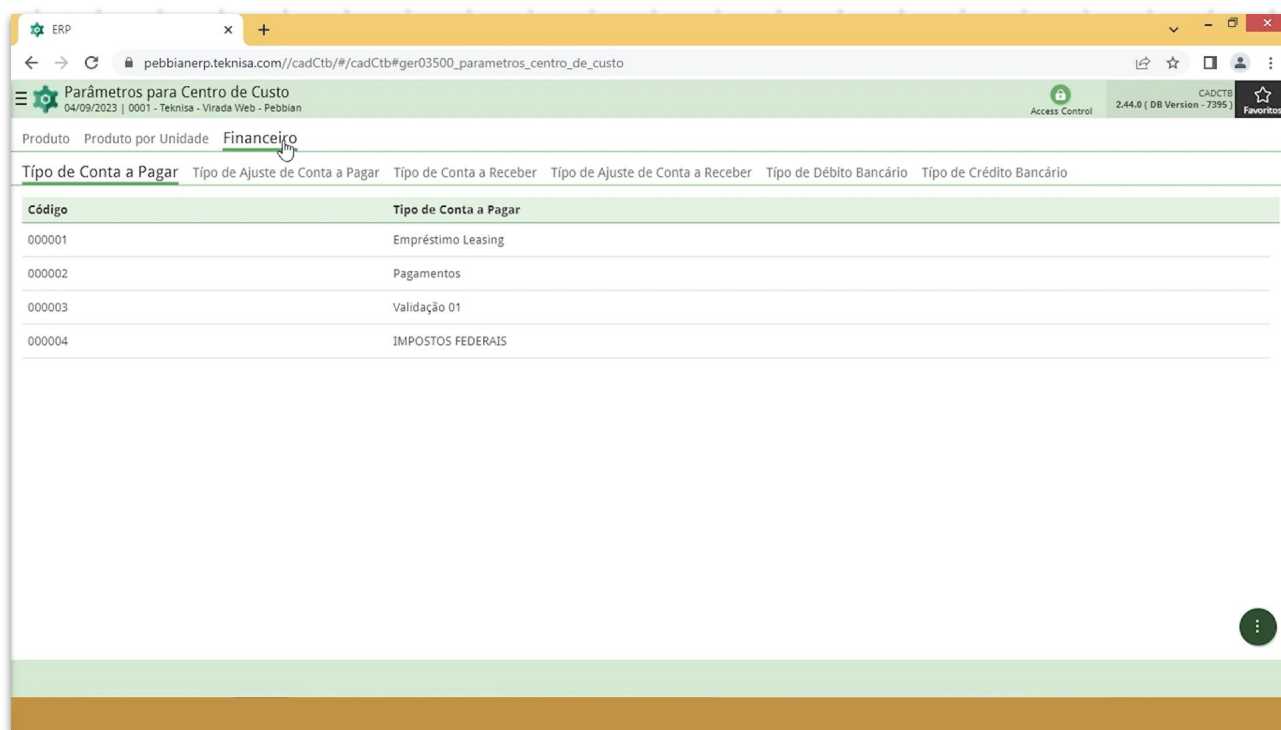 ERP
pebbianerp.teknisa.com//cadCtb/#/cadCtb#ger03500_parametros_centro_de_custo
Parâmetros para Centro de Custo
04/09/2023 | 0001 - Teknisa - Virada Web - Pebbian
Access Control
CADCTB
2.44.0 ( DB Version - 7395 )
Favoritos
Produto Produto por Unidade Financeiro
Típo de Conta a Pagar Típo de Ajuste de Conta a Pagar Típo de Conta a Receber Típo de Ajuste de Conta a Receber Típo de Débito Bancário Típo de Crédito Bancário
Código Tipo de Conta a Pagar
000001 Empréstimo Leasing
000002 Pagamentos
000003 Validação 01
000004 IMPOSTOS FEDERAIS